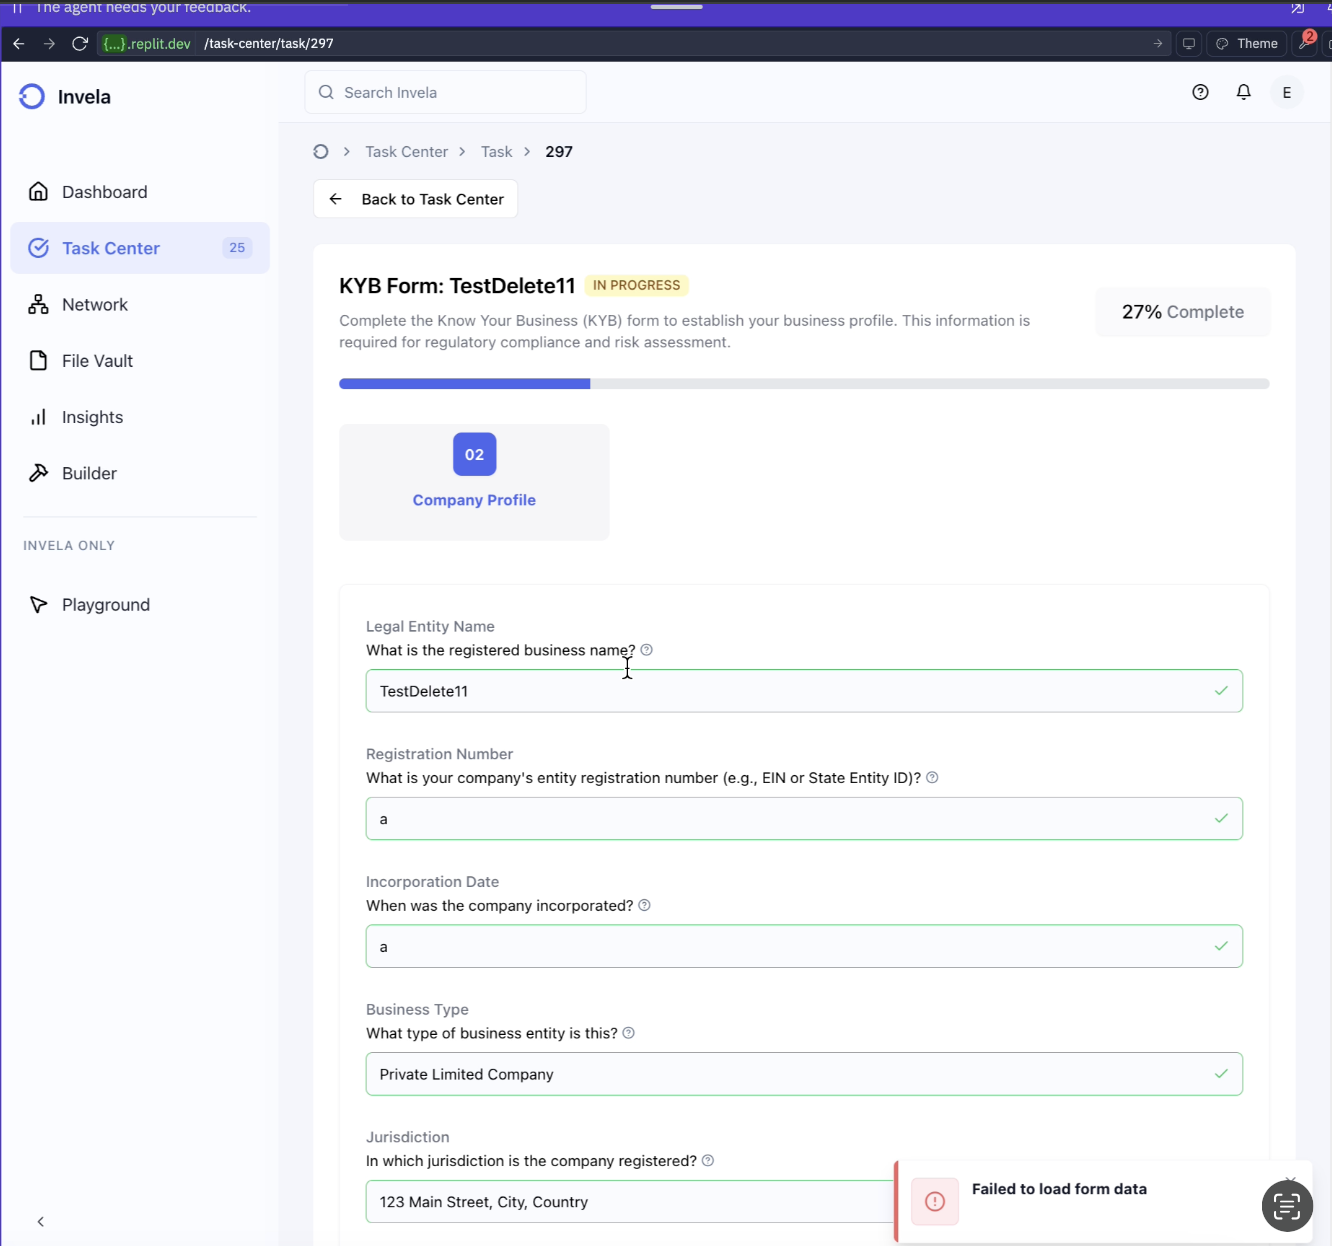 The agent needs your feedback.
{...}.replit.dev /task-center/task/297
Theme
2
Invela
Search Invela
E
Task Center
Task
297
Back to Task Center
Dashboard
Task Center
25
Network
File Vault
Insights
Builder
INVELA ONLY
Playground
KYB Form: TestDelete11
IN PROGRESS
Complete the Know Your Business (KYB) form to establish your business profile. This information is
required for regulatory compliance and risk assessment.
27% Complete
02
Company Profile
Legal Entity Name
What is the registered business name?
TestDelete11
Registration Number
What is your company's entity registration number (e.g., EIN or State Entity ID)?
a
Incorporation Date
When was the company incorporated?
a
Business Type
What type of business entity is this?
Private Limited Company
Jurisdiction
In which jurisdiction is the company registered?
123 Main Street, City, Country
Failed to load form data